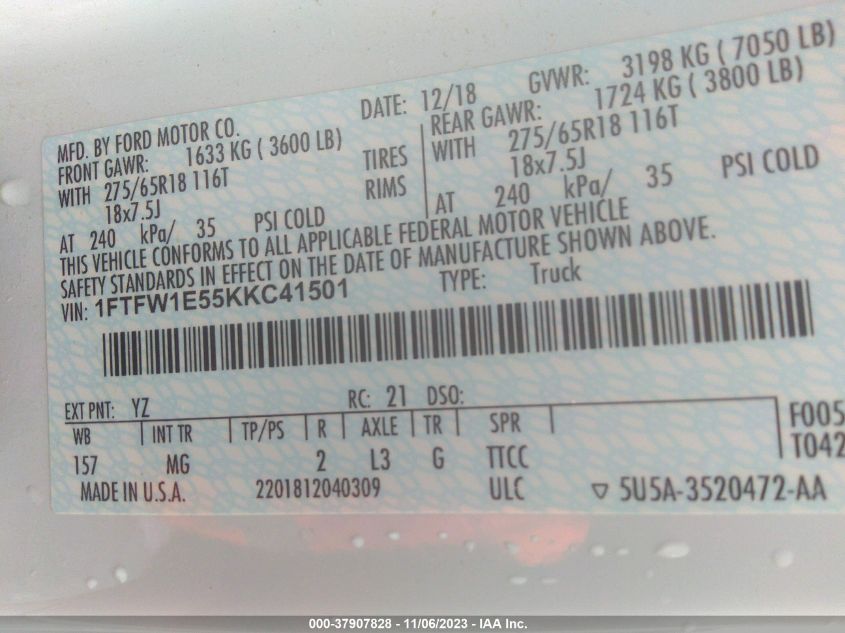 MFD. BY FORD MOTOR CO. DATE: 12/18 GVWR: 3198 KG ( 7050 LB)
FRONT GAWR: 1633 KG ( 3600 LB) REAR GAWR: 1724 KG ( 3800 LB)
WITH 275/65R18 116T TIRES WITH 275/65R18 116T
18x7.5J RIMS 18x7.5J
AT 240 kPa/ 35 PSI COLD AT 240 kPa/ 35 PSI COLD
THIS VEHICLE CONFORMS TO ALL APPLICABLE FEDERAL MOTOR VEHICLE
SAFETY STANDARDS IN EFFECT ON THE DATE OF MANUFACTURE SHOWN ABOVE.
VIN: 1FTFW1E55KKC41501 TYPE: Truck
EXT PNT: YZ RC: 21 DSO:
WB INT TR TP/PS R AXLE TR SPR F005
157 MG 2 L3 G TTCC T042
MADE IN U.S.A. 2201812040309 ULC ▽ 5U5A-3520472-AA
000-37907828 - 11/06/2023 - IAA Inc.